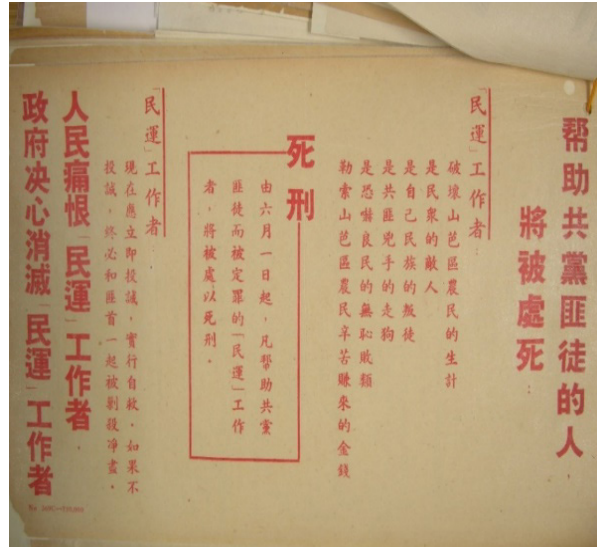 帮助共黨匪徒的人
將被處死：
「民運」工作者：
破壞山芭區農民的生計
是民衆的敵人
是自己民族的叛徒
是共匪兇手的走狗
是恐嚇良民的無恥敗類
勒索山芭區農民辛苦賺來的金錢
死刑
由六月一日起，凡帮助共黨
匪徒而被定罪的「民運」工作
者，將被處以死刑。
「民運」工作者：
現在應立即投誠，實行自救，如果不
投誠，終必和匪首一起被剿殺净盡。
人民痛恨「民運」工作者
政府决心消滅「民運」工作者